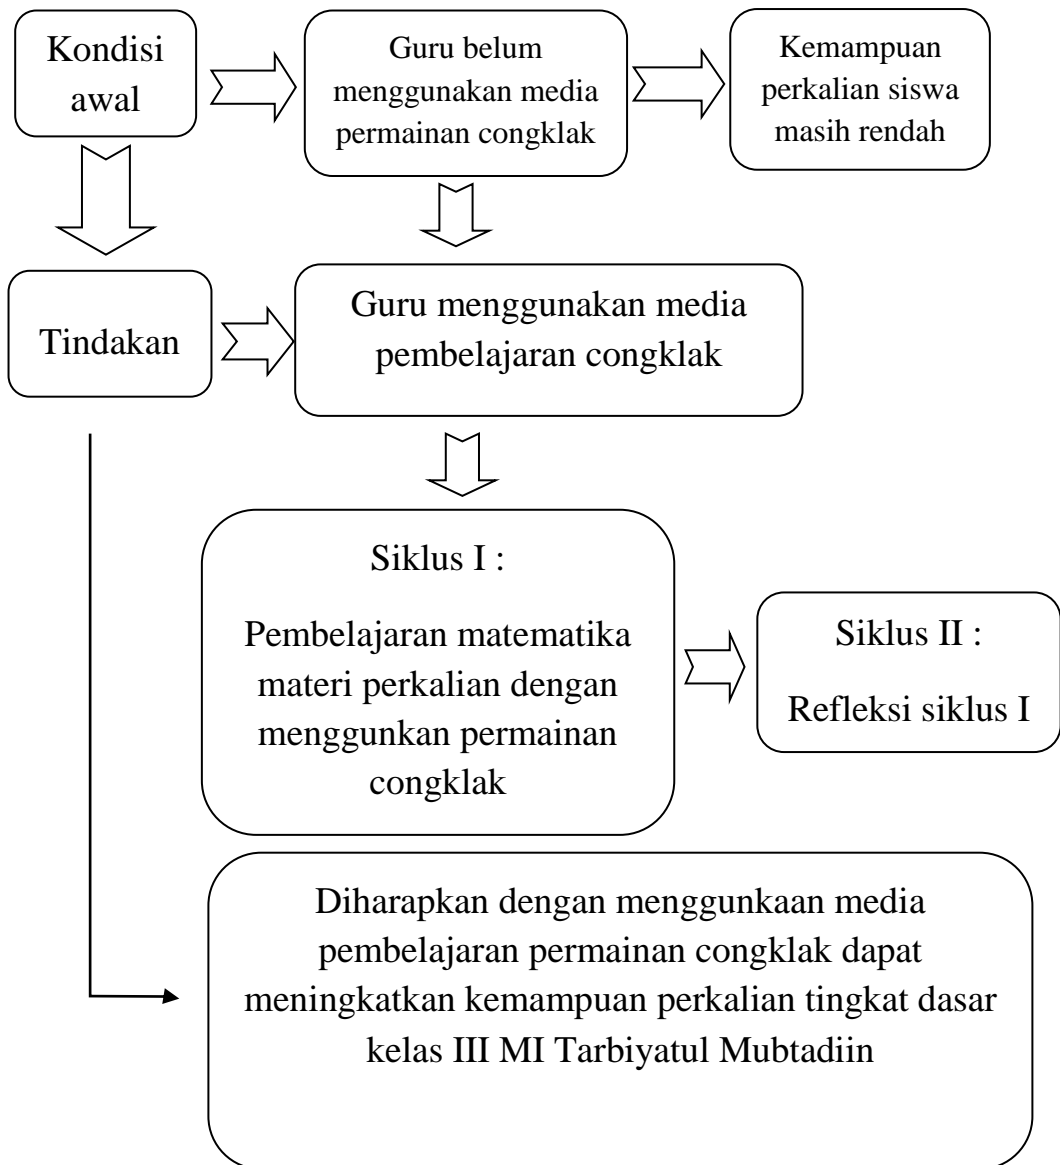 Kondisi
awal
Guru belum
menggunakan media
permainan congklak
Kemampuan
perkalian siswa
masih rendah
Tindakan
Guru menggunakan media
pembelajaran congklak
Siklus I :
Pembelajaran matematika
materi perkalian dengan
menggunkan permainan
congklak
Siklus II :
Refleksi siklus I
Diharapkan dengan menggunkaan media
pembelajaran permainan congklak dapat
meningkatkan kemampuan perkalian tingkat dasar
kelas III MI Tarbiyatul Mubtadiin